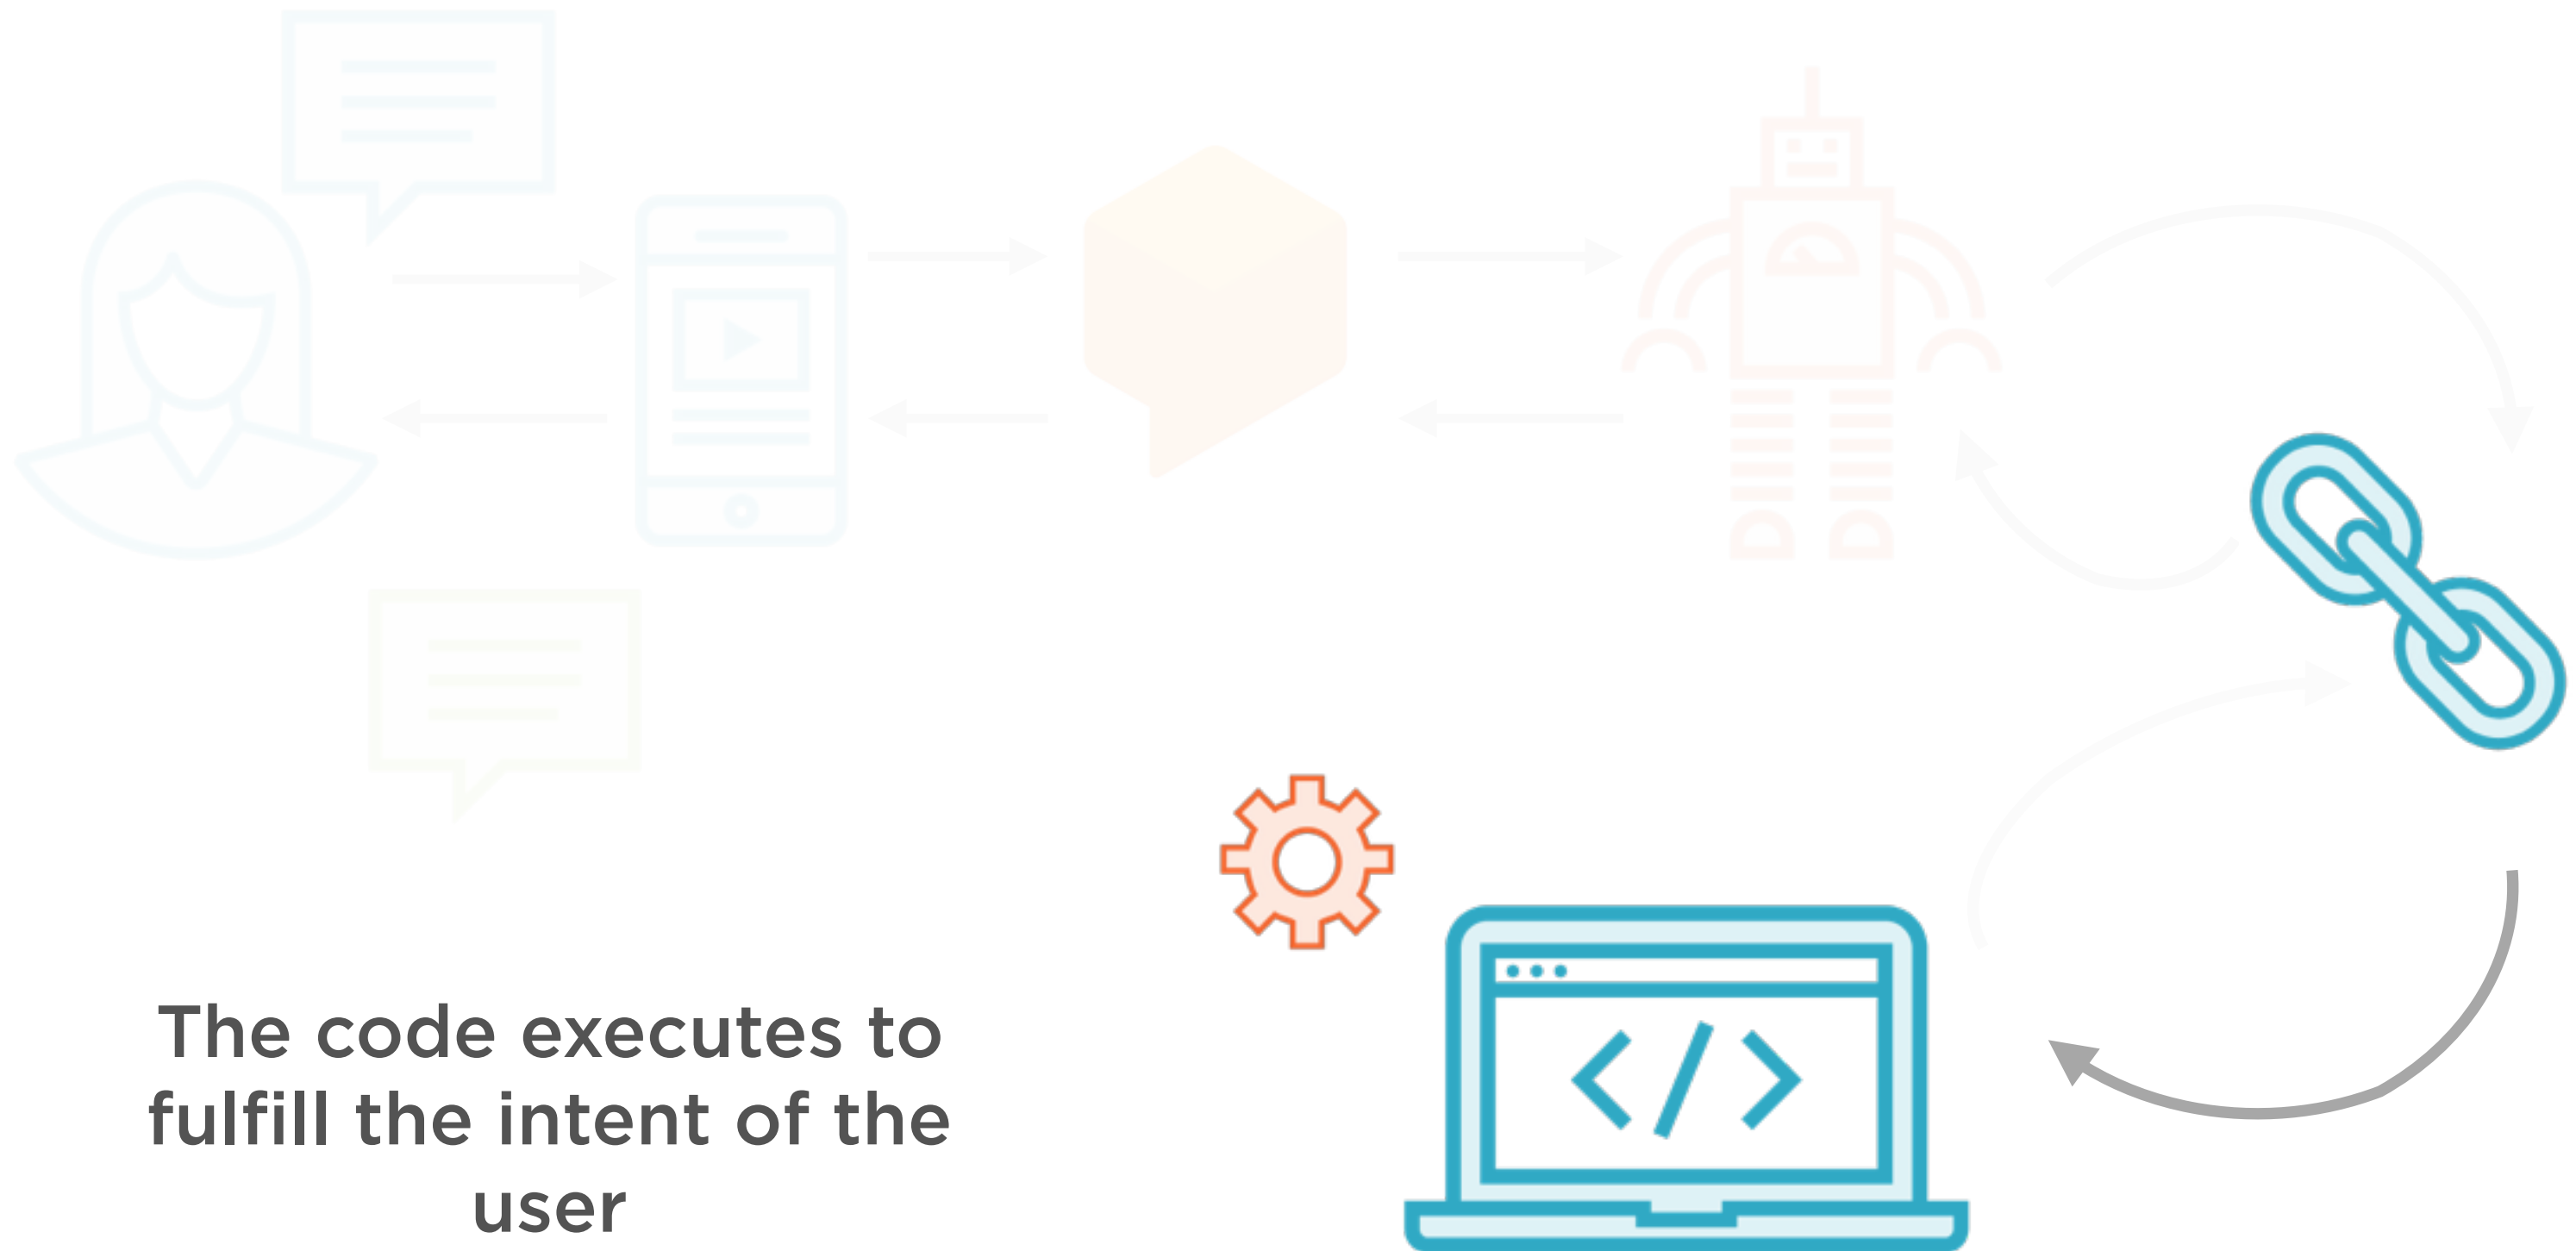 The code executes to
fulfill the intent of the
user